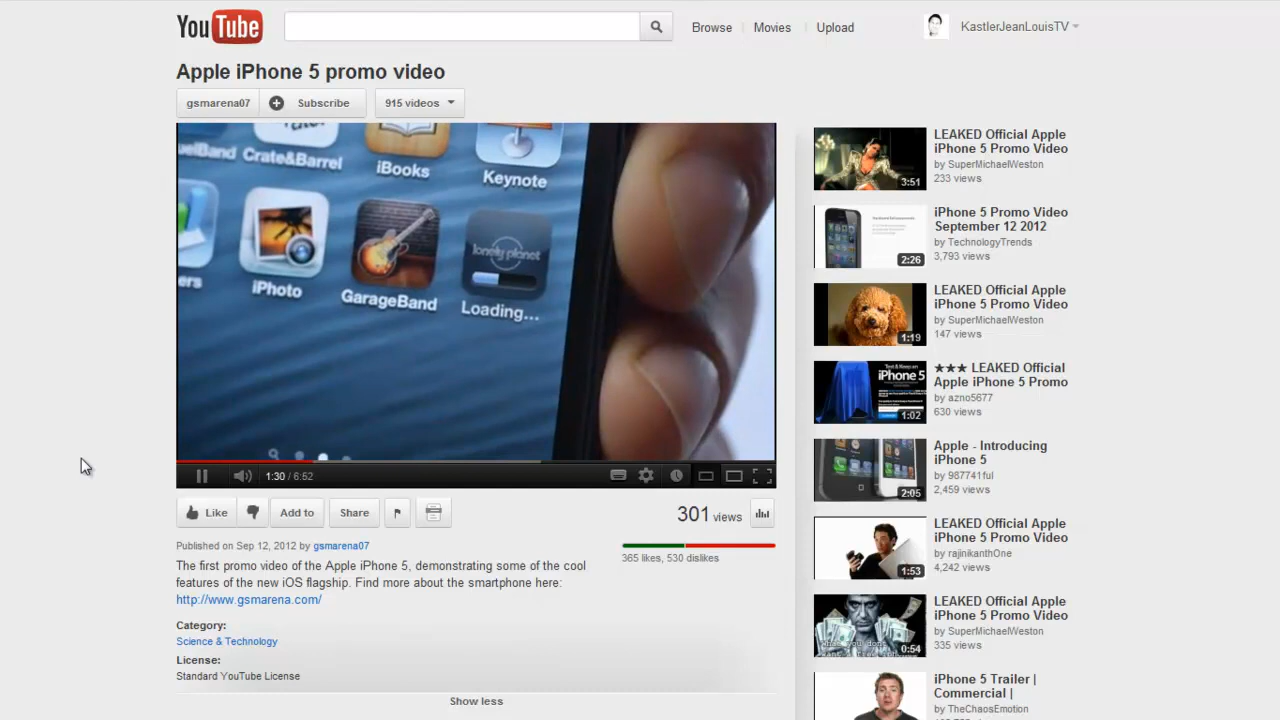 YouTube
Browse
Movies
Upload
KastlerJeanLouisTV
Apple iPhone 5 promo video
gsmarena07
Subscribe
915 videos
Crate&Barrel
iBooks
Keynote
iPhoto
GarageBand
lonely planet
Loading...
1:30 / 6:52
Like
Add to
Share
301 views
Published on Sep 12, 2012 by gsmarena07
365 likes, 530 dislikes
The first promo video of the Apple iPhone 5, demonstrating some of the cool
features of the new iOS flagship. Find more about the smartphone here:
http://www.gsmarena.com/
Category:
Science & Technology
License:
Standard YouTube License
Show less
LEAKED Official Apple
iPhone 5 Promo Video
by SuperMichaelWeston
233 views
3:51
iPhone 5 Promo Video
September 12 2012
by TechnologyTrends
3,793 views
2:26
LEAKED Official Apple
iPhone 5 Promo Video
by SuperMichaelWeston
147 views
1:19
★★★ LEAKED Official
Apple iPhone 5 Promo
by azno5677
630 views
iPhone 5
1:02
Apple - Introducing
iPhone 5
by 987741ful
2,459 views
2:05
LEAKED Official Apple
iPhone 5 Promo Video
by rajinikanthOne
4,242 views
1:53
LEAKED Official Apple
iPhone 5 Promo Video
by SuperMichaelWeston
335 views
0:54
iPhone 5 Trailer |
Commercial |
by TheChaosEmotion